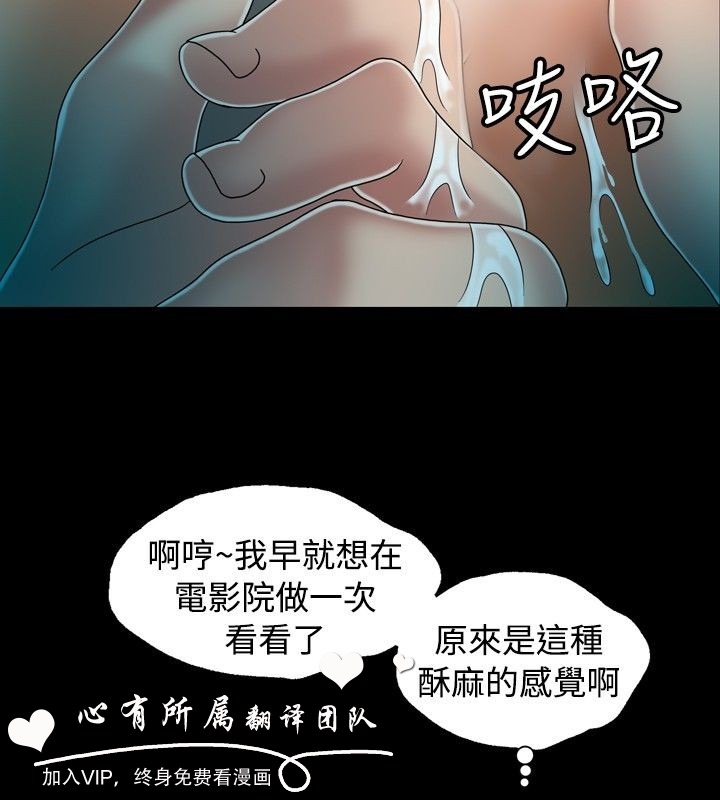 吱咯
啊哼~我早就想在
電影院做一次
看看了
原來是這種
酥麻的感覺啊
心有所属翻译团队
加入VIP，终身免费看漫画